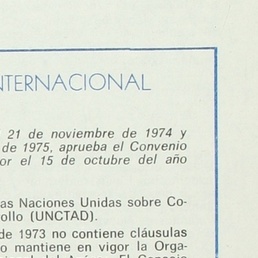 NTERNACIONAL
21 de noviembre de 1974 y
de 1975, aprueba el Convenio
or el 15 de octubre del año
as Naciones Unidas sobre Co-
ollo (UNCTAD).
de 1973 no contiene cláusulas
o mantiene en vigor la Orga-